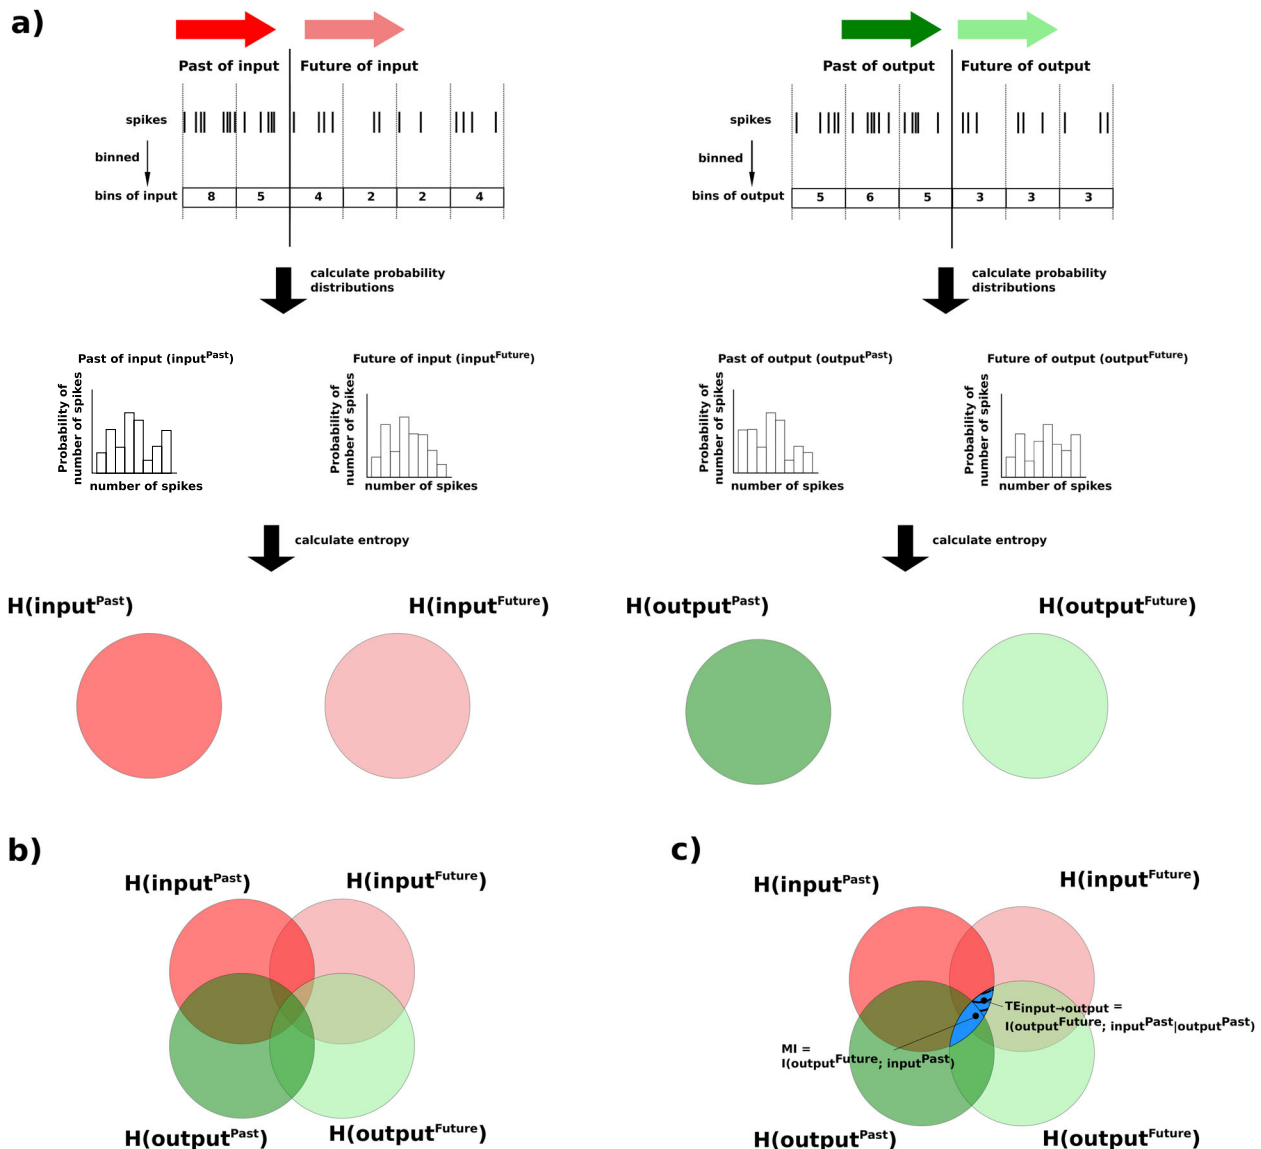 a)
Past of input
Future of input
spikes
binned
bins of input
8 5 4 2 2 4
Past of output
Future of output
spikes
binned
bins of output
5 6 5 3 3 3
calculate probability
distributions
calculate probability
distributions
Past of input (input^Past)
Probability of
number of spikes
number of spikes
Future of input (input^Future)
Probability of
number of spikes
number of spikes
Past of output (output^Past)
Probability of
number of spikes
number of spikes
Future of output (output^Future)
Probability of
number of spikes
number of spikes
calculate entropy
calculate entropy
H(input^Past)
H(input^Future)
H(output^Past)
H(output^Future)
b)
H(input^Past)
H(input^Future)
H(output^Past)
H(output^Future)
c)
H(input^Past)
H(input^Future)
TE_input→output =
I(output^Future; input^Past|output^Past)
MI =
I(output^Future; input^Past)
H(output^Past)
H(output^Future)